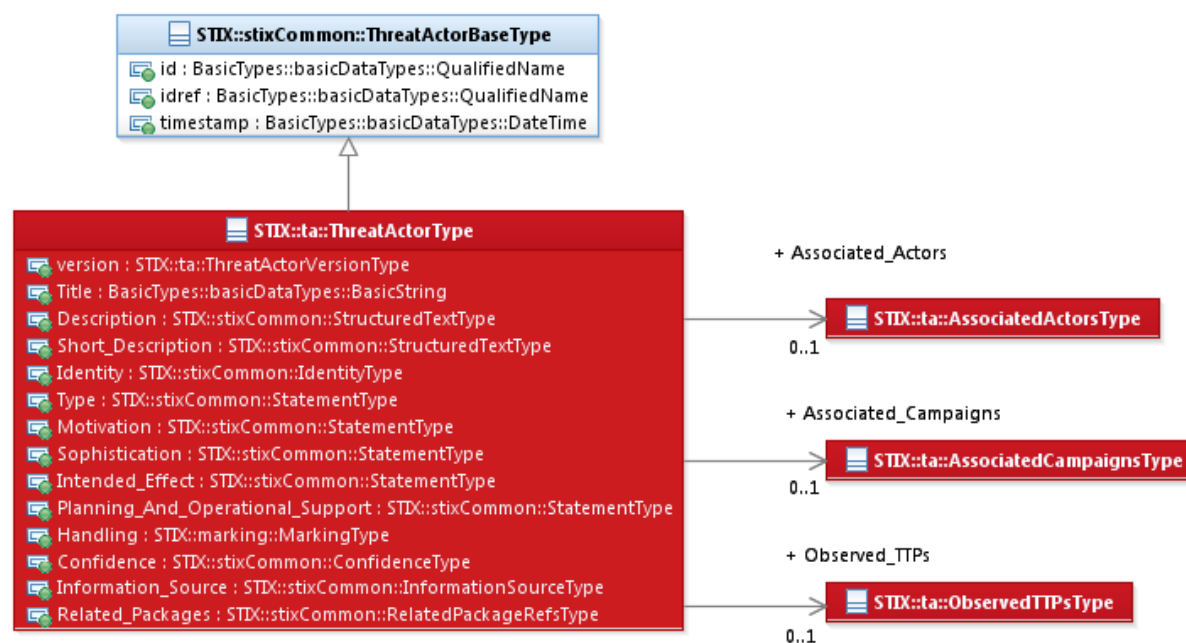 STIX::stixCommon::ThreatActorBaseType
id : BasicTypes::basicDataTypes::QualifiedName
idref : BasicTypes::basicDataTypes::QualifiedName
timestamp : BasicTypes::basicDataTypes::DateTime
STIX::ta::ThreatActorType
version : STIX::ta::ThreatActorVersionType
Title : BasicTypes::basicDataTypes::BasicString
Description : STIX::stixCommon::StructuredTextType
Short_Description : STIX::stixCommon::StructuredTextType
Identity : STIX::stixCommon::IdentityType
Type : STIX::stixCommon::StatementType
Motivation : STIX::stixCommon::StatementType
Sophistication : STIX::stixCommon::StatementType
Intended_Effect : STIX::stixCommon::StatementType
Planning_And_Operational_Support : STIX::stixCommon::StatementType
Handling : STIX::marking::MarkingType
Confidence : STIX::stixCommon::ConfidenceType
Information_Source : STIX::stixCommon::InformationSourceType
Related_Packages : STIX::stixCommon::RelatedPackageRefsType
+ Associated_Actors
STIX::ta::AssociatedActorsType
0..1
+ Associated_Campaigns
STIX::ta::AssociatedCampaignsType
0..1
+ Observed_TTPs
STIX::ta::ObservedTTPsType
0..1